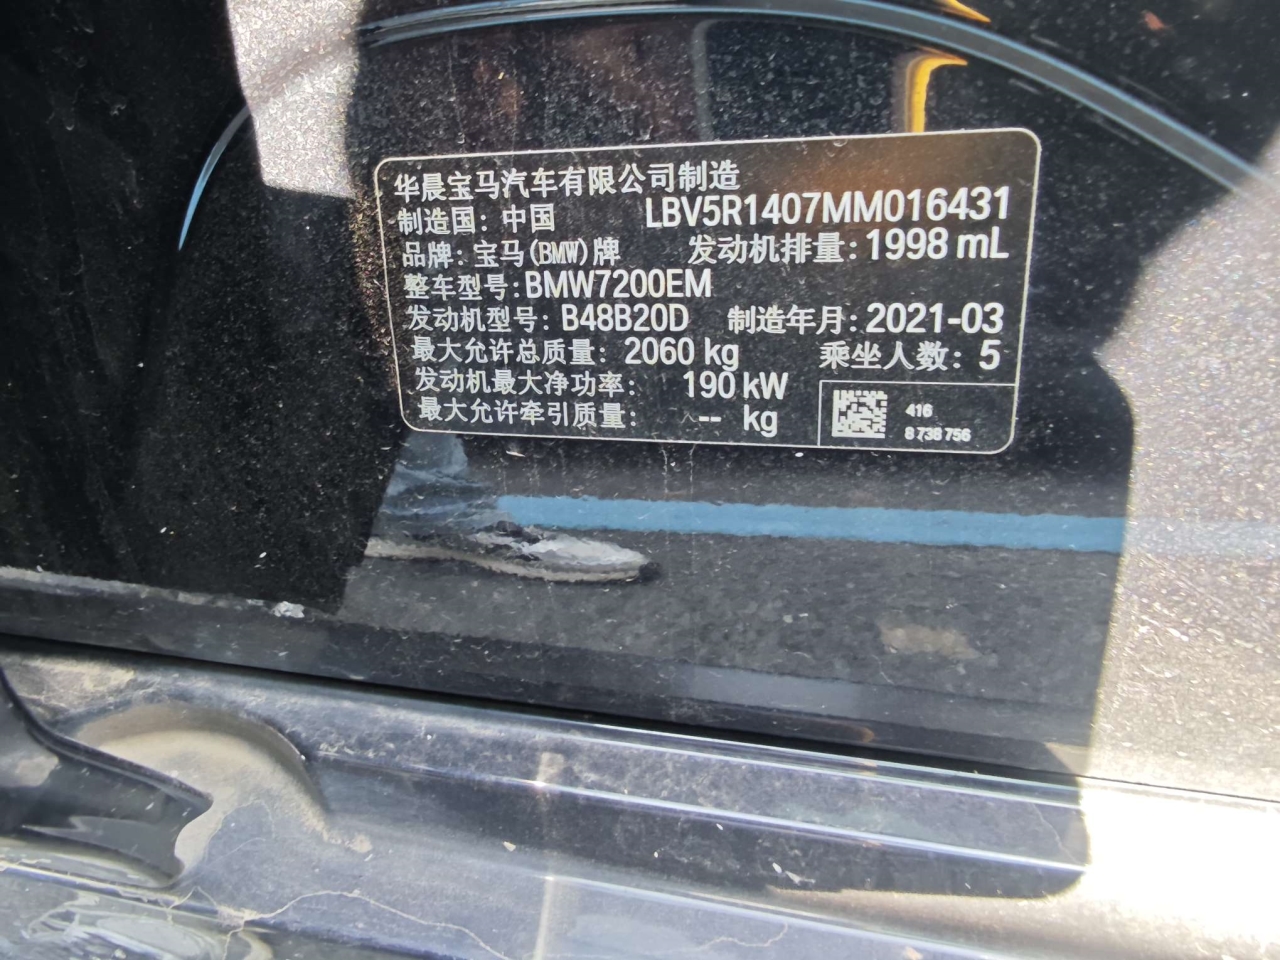 华晨宝马汽车有限公司制造
制造国：中国 LBV5R1407MM016431
品牌：宝马(BMW)牌 发动机排量：1998 mL
整车型号：BMW7200EM
发动机型号：B48B20D 制造年月：2021-03
最大允许总质量：2060 kg 乘坐人数：5
发动机最大净功率：190 kW
最大允许牵引质量：-- kg
416
8 738 756